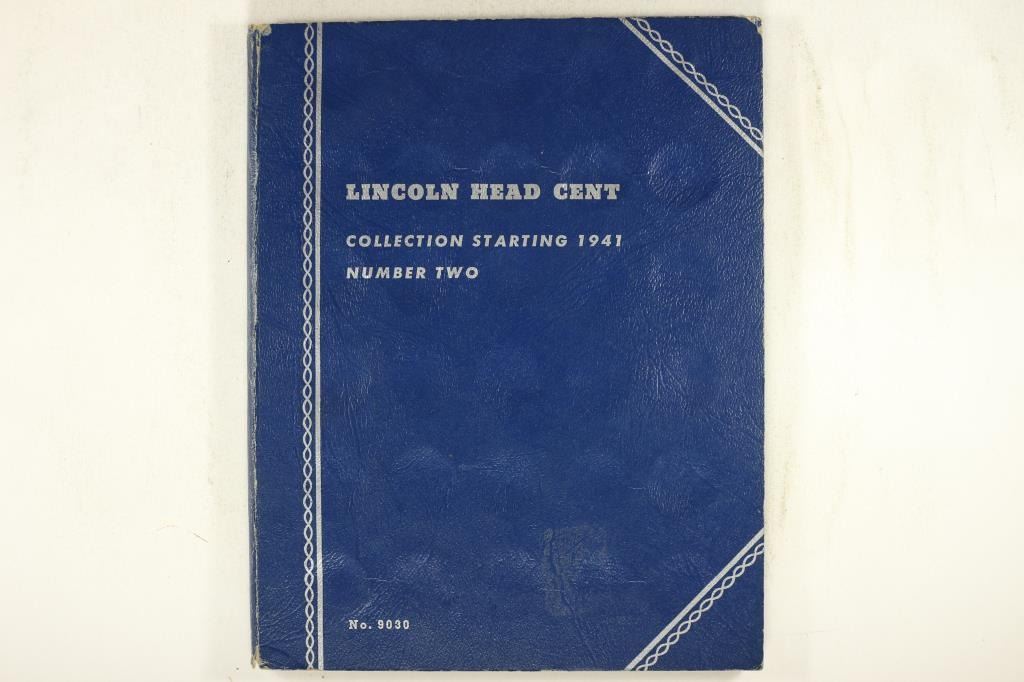 LINCOLN HEAD CENT
COLLECTION STARTING 1941
NUMBER TWO
No. 9030